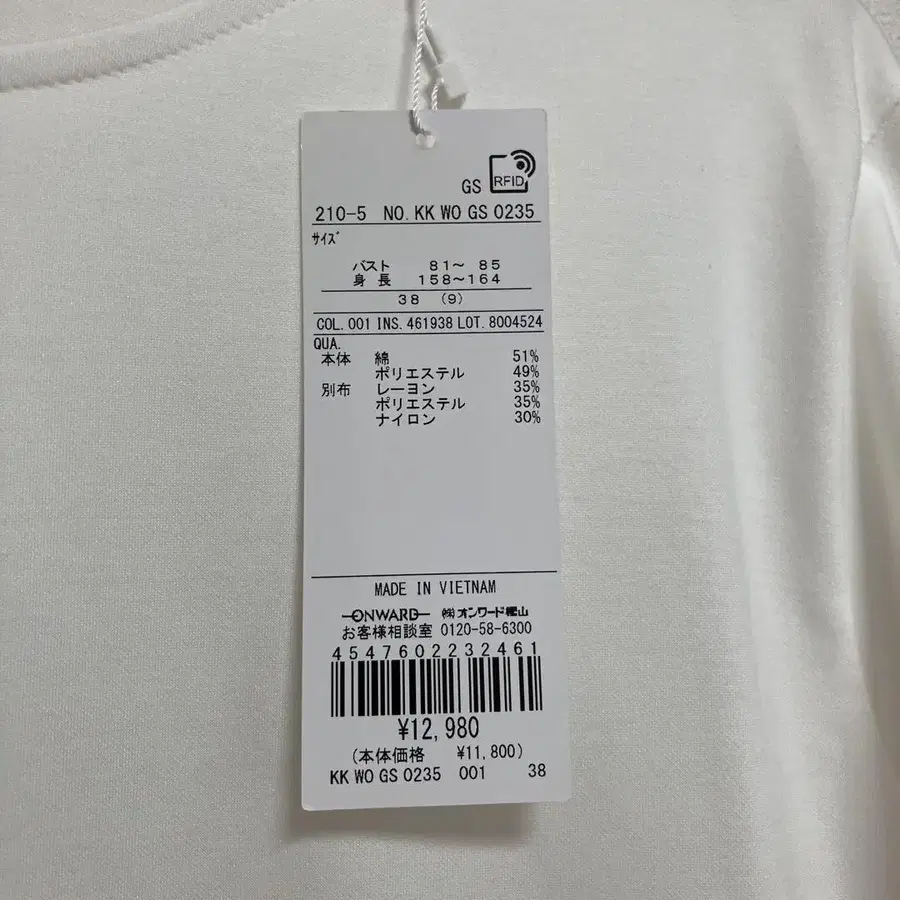 GS RFID
210-5 NO. KK WO GS 0235
ｻｲｽﾞ
バスト 81～ 85
身長 158～164
38 (9)
COL. 001 INS. 461938 LOT. 8004524
QUA.
本体 綿 51%
ポリエステル 49%
別布 レーヨン 35%
ポリエステル 35%
ナイロン 30%
MADE IN VIETNAM
ONWARD ㈱オンワード樫山
お客様相談室 0120-58-6300
4547602232461
¥12,980
(本体価格 ¥11,800)
KK WO GS 0235 001 38